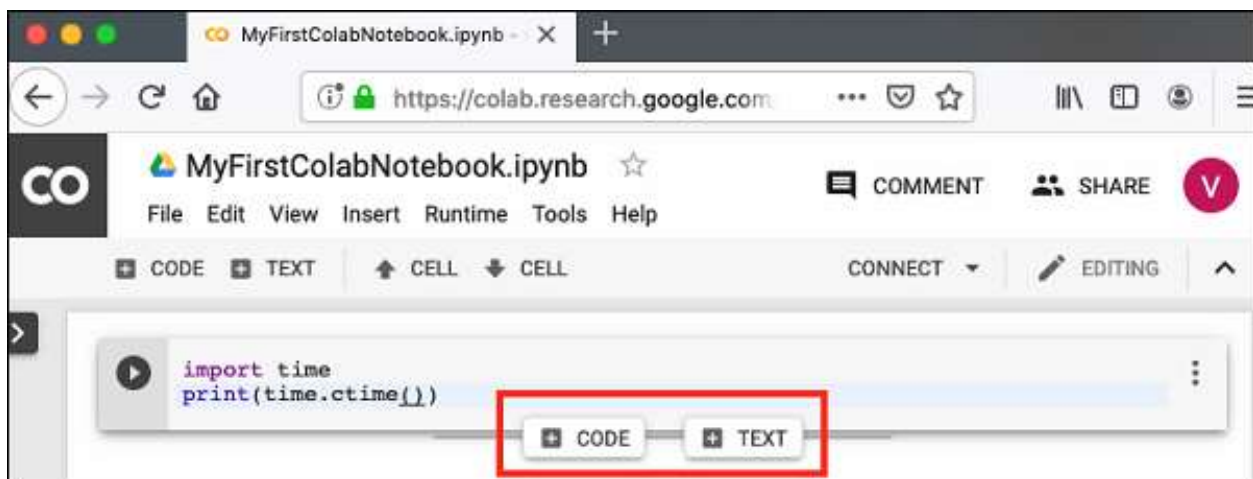 CO MyFirstColabNotebook.ipynb -
https://colab.research.google.com
CO MyFirstColabNotebook.ipynb
COMMENT SHARE V
File Edit View Insert Runtime Tools Help
CODE TEXT CELL CELL CONNECT EDITING
import time
print(time.ctime())
CODE TEXT